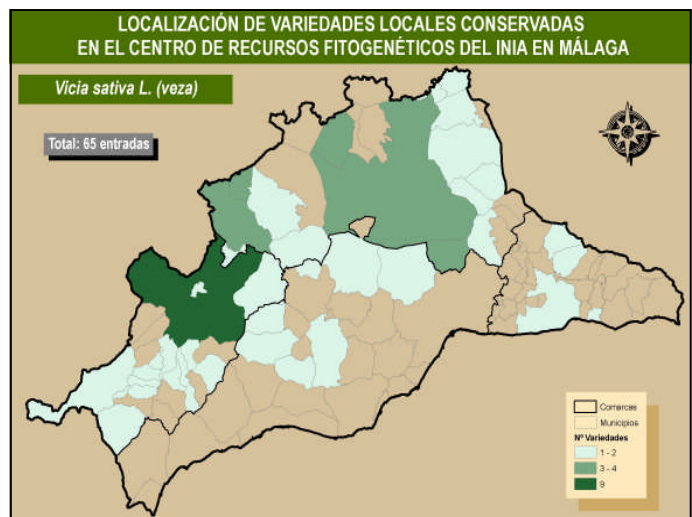 LOCALIZACIÓN DE VARIEDADES LOCALES CONSERVADAS
EN EL CENTRO DE RECURSOS FITOGENÉTICOS DEL INIA EN MÁLAGA
Vicia sativa L. (veza)
Total: 65 entradas
Comarcas
Municipios
Nº Variedades
1 - 2
3 - 4
9